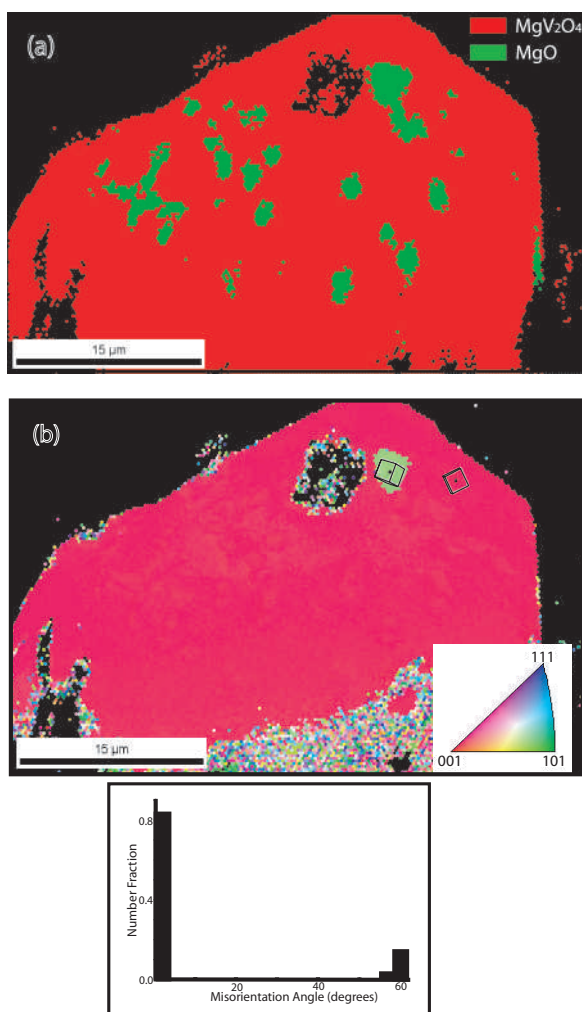 (a)
MgV₂O₄
MgO
15 µm
(b)
111
15 µm
001
101
0.8
Number Fraction
0.4
0.0
20
40
60
Misorientation Angle (degrees)